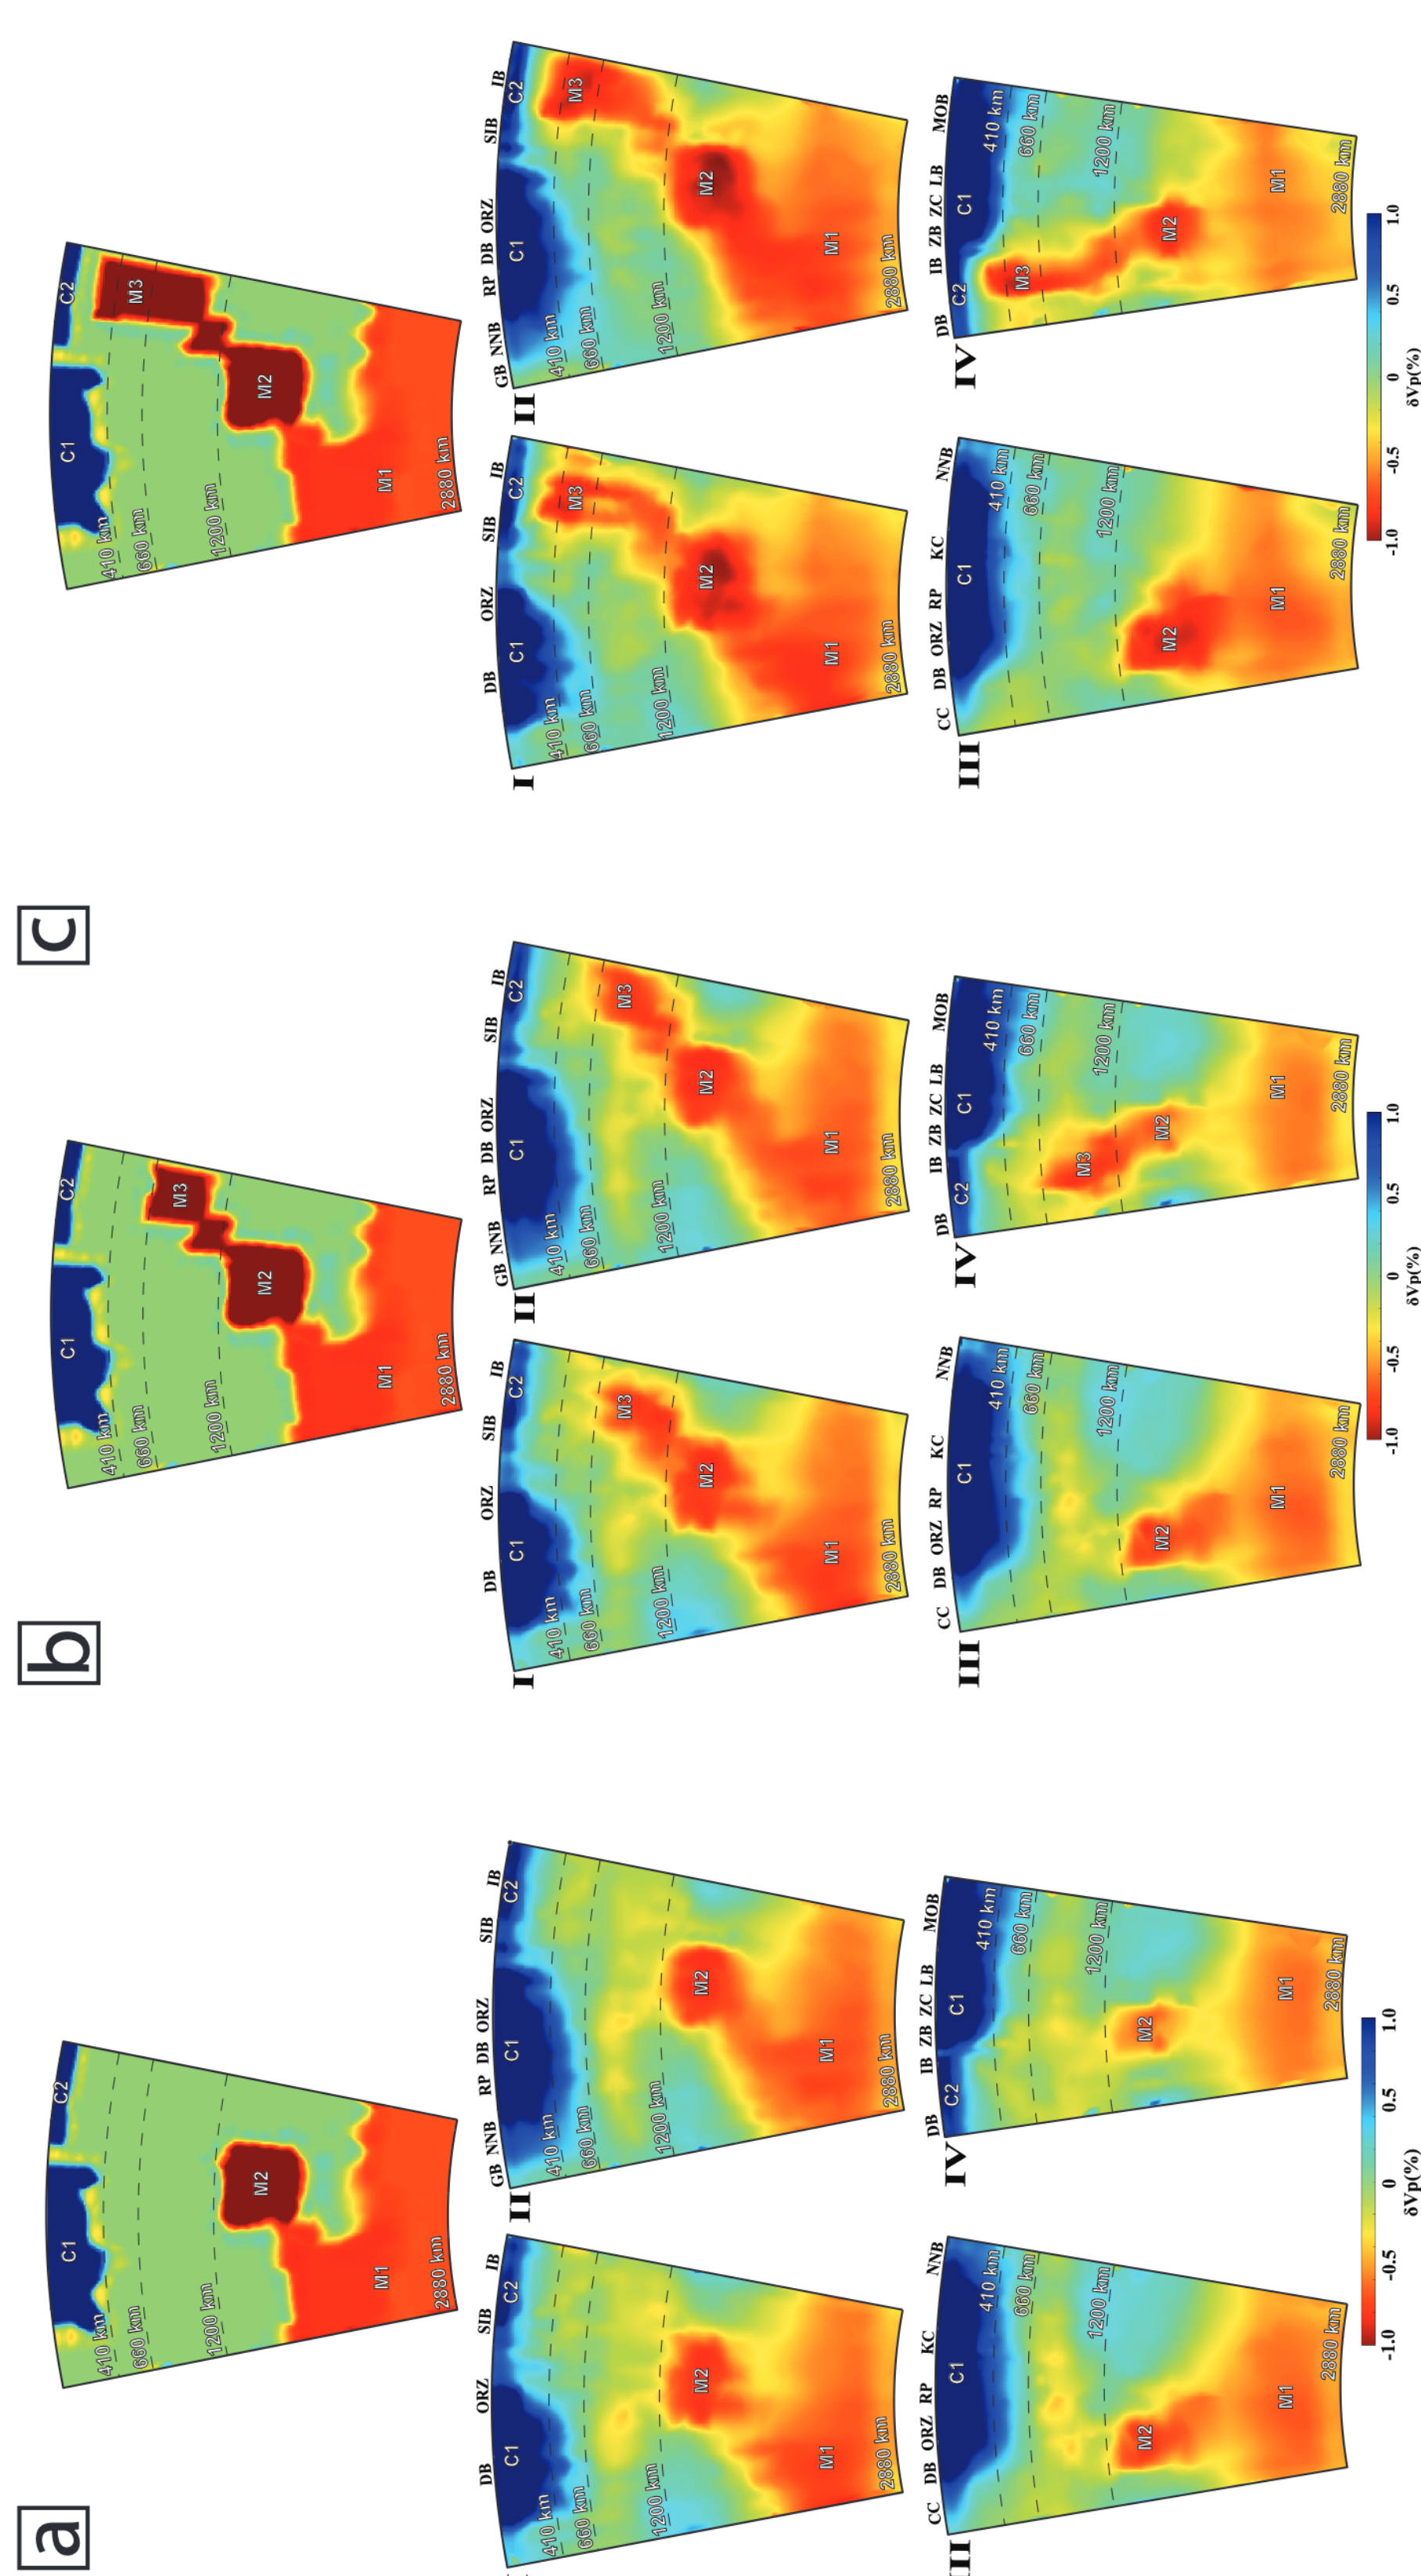 a
C1 C2
410 km
660 km
1200 km
M2
M1
2880 km
DB ORZ SIB IB
C1 C2
410 km
660 km
1200 km
M2
M1
2880 km
II
GB NNB RP DB ORZ SIB IB
C1 C2
410 km
660 km
1200 km
M2
M1
2880 km
III
CC DB ORZ RP KC NNB
C1
410 km
660 km
1200 km
M2
M1
2880 km
IV
DB IB ZB ZC LB MOB
C2 C1
410 km
660 km
1200 km
M2
M1
2880 km
-1.0 -0.5 0 0.5 1.0
δVp(%)
b
C1 C2
410 km
660 km
M3
1200 km
M2
M1
2880 km
I
DB ORZ SIB IB
C1 C2
410 km
660 km
M3
1200 km
M2
M1
2880 km
II
GB NNB RP DB ORZ SIB IB
C1 C2
410 km
660 km
M3
1200 km
M2
M1
2880 km
III
CC DB ORZ RP KC NNB
C1
410 km
660 km
1200 km
M2
M1
2880 km
IV
DB IB ZB ZC LB MOB
C2 C1
410 km
660 km
M3
1200 km
M2
M1
2880 km
-1.0 -0.5 0 0.5 1.0
δVp(%)
c
C1 C2
410 km
M3
660 km
1200 km
M2
M1
2880 km
I
DB ORZ SIB IB
C1 C2
410 km
M3
660 km
1200 km
M2
M1
2880 km
II
GB NNB RP DB ORZ SIB IB
C1 C2
410 km
M3
660 km
1200 km
M2
M1
2880 km
III
CC DB ORZ RP KC NNB
C1
410 km
660 km
1200 km
M2
M1
2880 km
IV
DB IB ZB ZC LB MOB
C2 C1
410 km
M3
660 km
1200 km
M2
M1
2880 km
-1.0 -0.5 0 0.5 1.0
δVp(%)